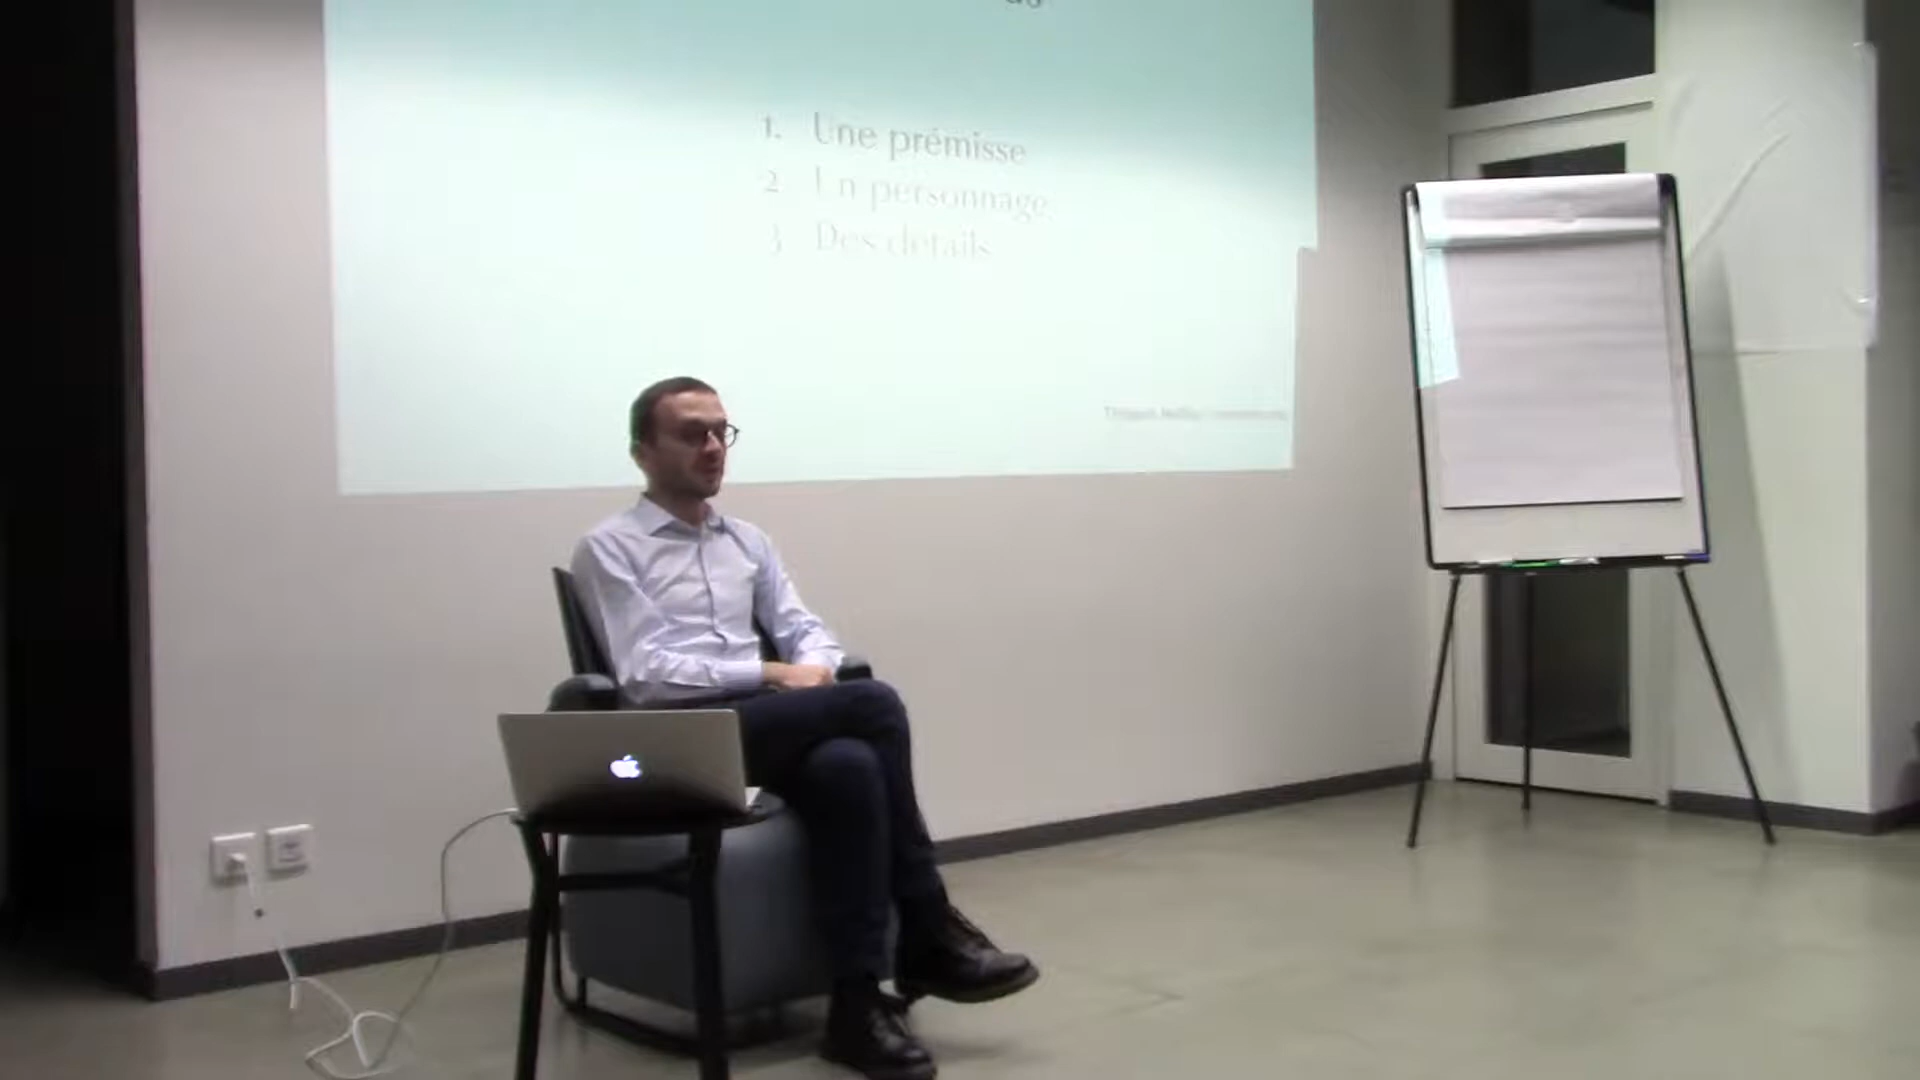 1. Une prémisse
2 Un personnage
3 Des détails